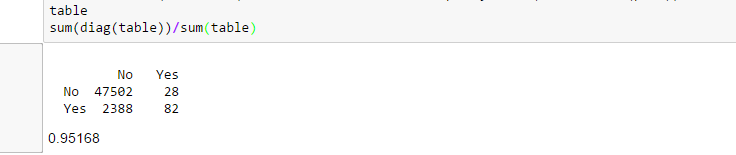 table
sum(diag(table))/sum(table)
No Yes
No 47502 28
Yes 2388 82
0.95168